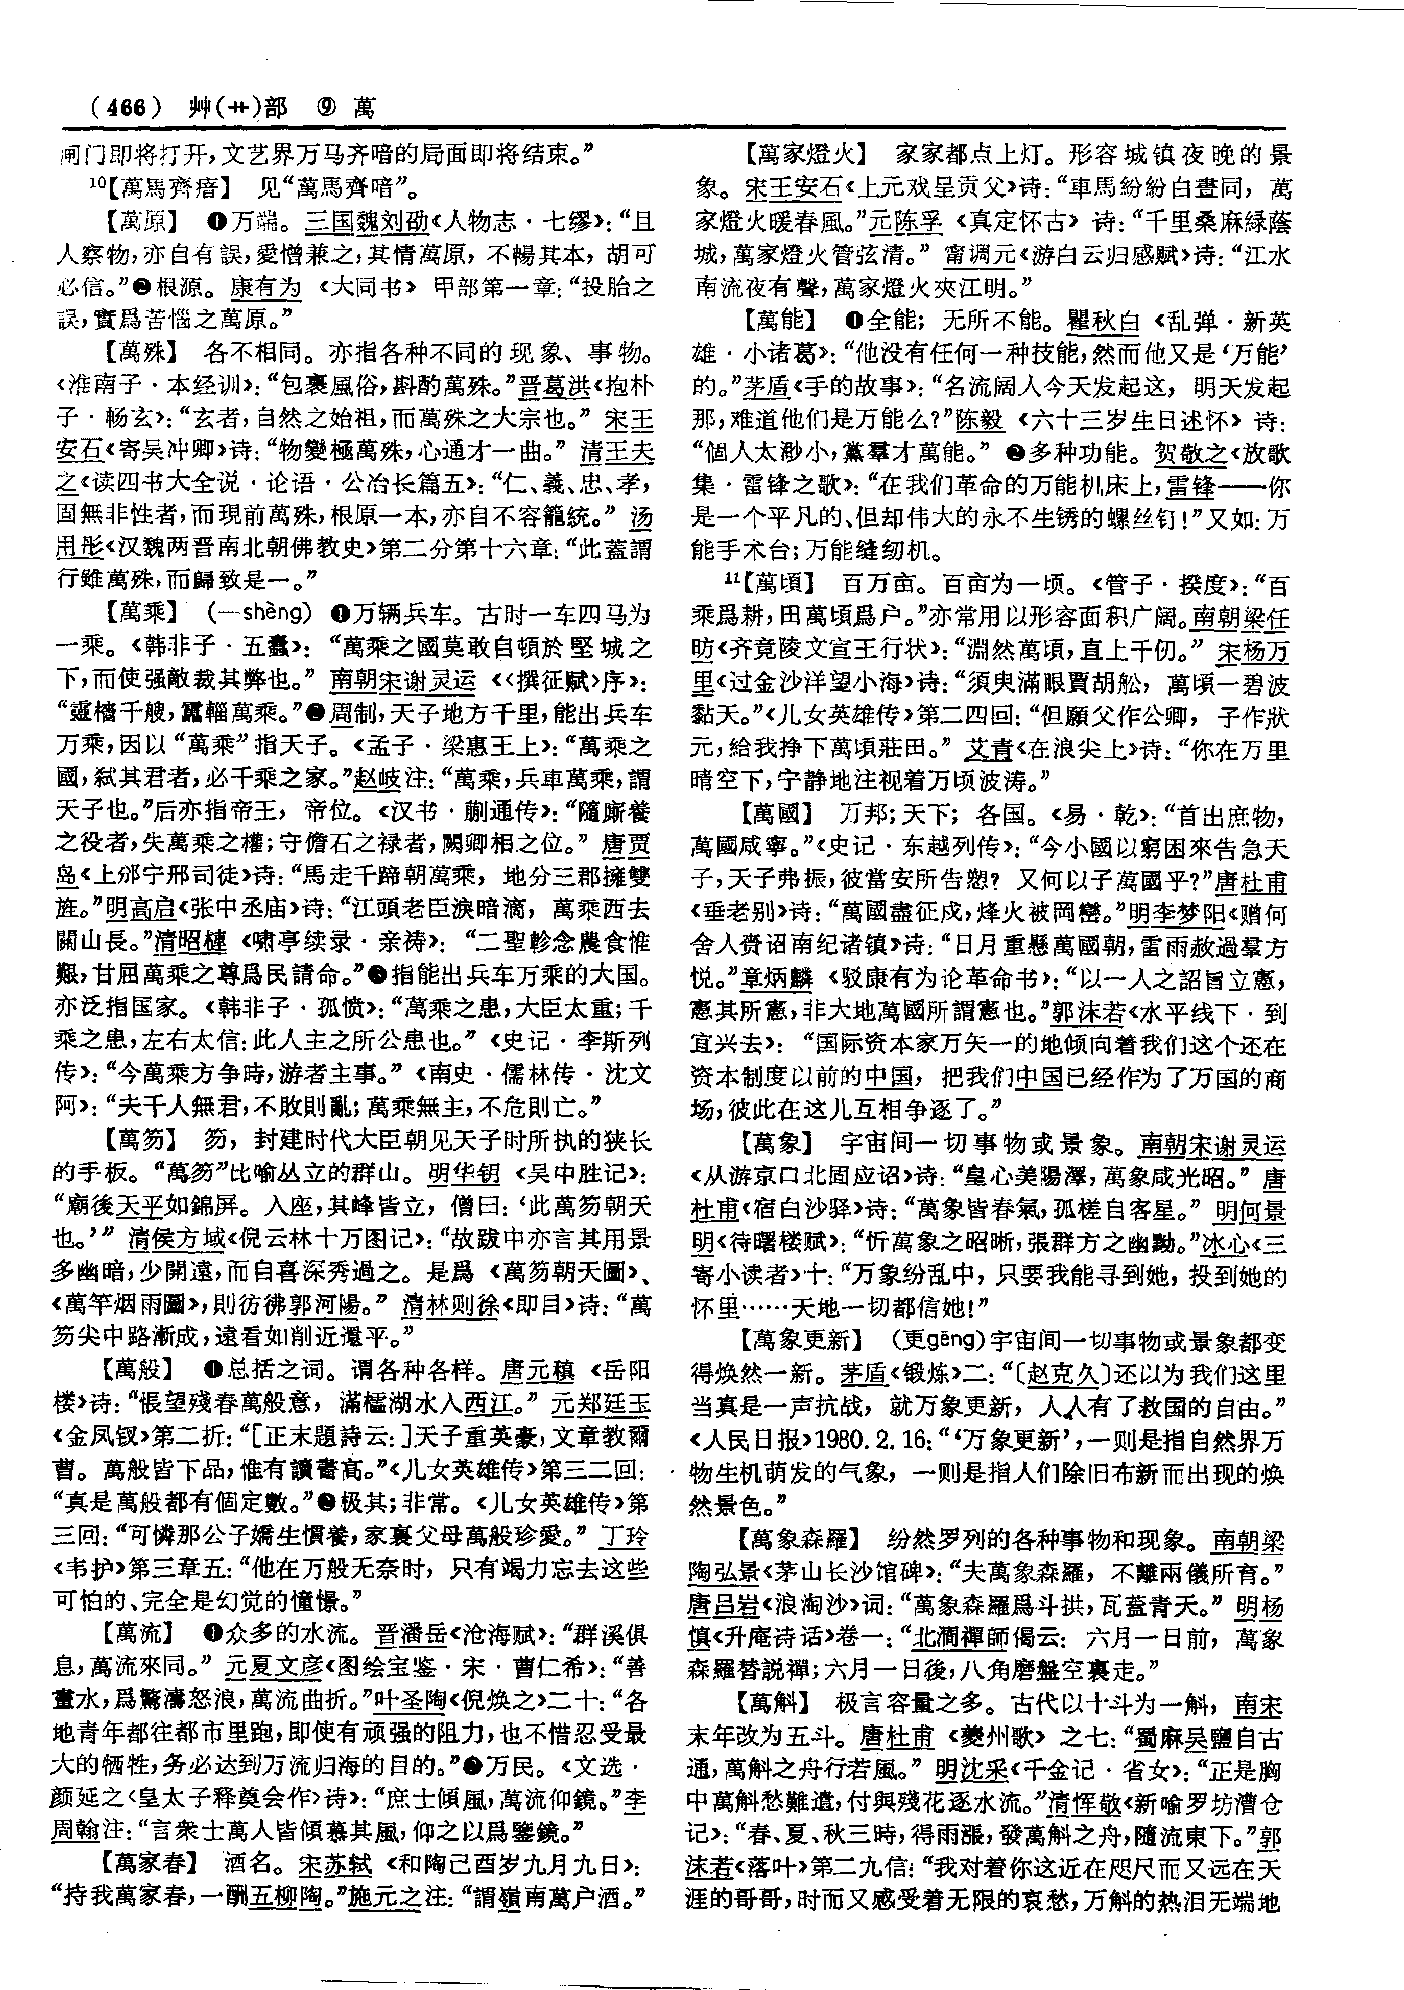 (466) 艸(艹)部 ⑨ 萬
闸门即将打开，文艺界万马齐喑的局面即将结束。”
¹⁰【萬馬齊瘖】 见“萬馬齊喑”。
【萬原】 ❶万端。三国魏刘劭《人物志·七缪》：“且
人察物，亦自有誤，愛憎兼之，其情萬原，不暢其本，胡可
必信。”❷根源。康有为《大同书》甲部第一章：“投胎之
誤，實爲苦惱之萬原。”
【萬殊】 各不相同。亦指各种不同的现象、事物。
《淮南子·本经训》：“包裹風俗，斟酌萬殊。”晋葛洪《抱朴
子·畅玄》：“玄者，自然之始祖，而萬殊之大宗也。” 宋王
安石《寄吴冲卿》诗：“物變極萬殊，心通才一曲。” 清王夫
之《读四书大全说·论语·公冶长篇五》：“仁、義、忠、孝，
固無非性者，而現前萬殊，根原一本，亦自不容籠統。” 汤
用彤《汉魏两晋南北朝佛教史》第二分第十六章：“此蓋謂
行雖萬殊，而歸致是一。”
【萬乘】 (—shèng) ❶万辆兵车。古时一车四马为
一乘。《韩非子·五蠹》：“萬乘之國莫敢自頓於堅城之
下，而使强敵裁其弊也。” 南朝宋谢灵运《〈撰征赋〉序》：
“靈檣千艘，靁輜萬乘。”❷周制，天子地方千里，能出兵车
万乘，因以“萬乘”指天子。《孟子·梁惠王上》：“萬乘之
國，弑其君者，必千乘之家。”赵岐注：“萬乘，兵車萬乘，謂
天子也。”后亦指帝王，帝位。《汉书·蒯通传》：“隨廝養
之役者，失萬乘之權；守儋石之禄者，闕卿相之位。” 唐贾
岛《上邠宁邢司徒》诗：“馬走千蹄朝萬乘，地分三郡擁雙
旌。”明高启《张中丞庙》诗：“江頭老臣淚暗滴，萬乘西去
關山長。”清昭梿《啸亭续录·亲祷》：“二聖軫念農食惟
艱，甘屈萬乘之尊爲民請命。”❸指能出兵车万乘的大国。
亦泛指国家。《韩非子·孤愤》：“萬乘之患，大臣太重；千
乘之患，左右太信：此人主之所公患也。”《史记·李斯列
传》：“今萬乘方争時，游者主事。”《南史·儒林传·沈文
阿》：“夫千人無君，不敗則亂；萬乘無主，不危則亡。”
【萬笏】 笏，封建时代大臣朝见天子时所执的狭长
的手板。“萬笏”比喻丛立的群山。明华钥《吴中胜记》：
“廟後天平如錦屏。入座，其峰皆立，僧曰：‘此萬笏朝天
也。’” 清侯方域《倪云林十万图记》：“故跋中亦言其用景
多幽暗，少開遠，而自喜深秀過之。是爲《萬笏朝天圖》、
《萬竿烟雨圖》，則彷彿郭河陽。” 清林则徐《即目》诗：“萬
笏尖中路漸成，遠看如削近還平。”
【萬般】 ❶总括之词。谓各种各样。唐元稹《岳阳
楼》诗：“悵望殘春萬般意，滿欞湖水入西江。” 元郑廷玉
《金凤钗》第二折：“[正末題詩云：]天子重英豪，文章教爾
曹。萬般皆下品，惟有讀書高。”《儿女英雄传》第三二回：
“真是萬般都有個定數。”❷极其；非常。《儿女英雄传》第
三回：“可憐那公子嬌生慣養，家裏父母萬般珍愛。” 丁玲
《韦护》第三章五：“他在万般无奈时，只有竭力忘去这些
可怕的、完全是幻觉的憧憬。”
【萬流】 ❶众多的水流。晋潘岳《沧海赋》：“群溪俱
息，萬流來同。” 元夏文彦《图绘宝鉴·宋·曹仁希》：“善
畫水，爲驚濤怒浪，萬流曲折。”叶圣陶《倪焕之》二十：“各
地青年都往都市里跑，即使有顽强的阻力，也不惜忍受最
大的牺牲，务必达到万流归海的目的。”❷万民。《文选·
颜延之〈皇太子释奠会作〉诗》：“庶士傾風，萬流仰鏡。”李
周翰注：“言衆士萬人皆傾慕其風，仰之以爲鑒鏡。”
【萬家春】 酒名。宋苏轼《和陶己酉岁九月九日》：
“持我萬家春，一酬五柳陶。”施元之注：“謂嶺南萬户酒。”
【萬家燈火】 家家都点上灯。形容城镇夜晚的景
象。宋王安石《上元戏呈贡父》诗：“車馬紛紛白晝同，萬
家燈火暖春風。”元陈孚《真定怀古》诗：“千里桑麻緑蔭
城，萬家燈火管弦清。” 甯调元《游白云归感赋》诗：“江水
南流夜有聲，萬家燈火夾江明。”
【萬能】 ❶全能；无所不能。瞿秋白《乱弹·新英
雄·小诸葛》：“他没有任何一种技能，然而他又是‘万能’
的。”茅盾《手的故事》：“名流阔人今天发起这，明天发起
那，难道他们是万能么？”陈毅《六十三岁生日述怀》诗：
“個人太渺小，黨羣才萬能。” ❷多种功能。贺敬之《放歌
集·雷锋之歌》：“在我们革命的万能机床上，雷锋——你
是一个平凡的、但却伟大的永不生锈的螺丝钉！”又如：万
能手术台；万能缝纫机。
¹¹【萬頃】 百万亩。百亩为一顷。《管子·揆度》：“百
乘爲耕，田萬頃爲户。”亦常用以形容面积广阔。南朝梁任
昉《齐竟陵文宣王行状》：“淵然萬頃，直上千仞。” 宋杨万
里《过金沙洋望小海》诗：“須臾滿眼賈胡船，萬頃一碧波
黏天。”《儿女英雄传》第二四回：“但願父作公卿，子作狀
元，給我挣下萬頃莊田。” 艾青《在浪尖上》诗：“你在万里
晴空下，宁静地注视着万顷波涛。”
【萬國】 万邦；天下；各国。《易·乾》：“首出庶物，
萬國咸寧。”《史记·东越列传》：“今小國以窮困來告急天
子，天子弗振，彼當安所告愬？又何以子萬國乎？”唐杜甫
《垂老别》诗：“萬國盡征戍，烽火被岡巒。”明李梦阳《赠何
舍人赍诏南纪诸镇》诗：“日月重懸萬國朝，雷雨赦過羣方
悦。”章炳麟《驳康有为论革命书》：“以一人之詔旨立憲，
憲其所憲，非大地萬國所謂憲也。”郭沫若《水平线下·到
宜兴去》：“国际资本家万矢一的地倾向着我们这个还在
资本制度以前的中国，把我们中国已经作为了万国的商
场，彼此在这儿互相争逐了。”
【萬象】 宇宙间一切事物或景象。南朝宋谢灵运
《从游京口北固应诏》诗：“皇心美陽澤，萬象咸光昭。” 唐
杜甫《宿白沙驿》诗：“萬象皆春氣，孤槎自客星。” 明何景
明《待曙楼赋》：“忻萬象之昭晰，張群方之幽黝。”冰心《三
寄小读者》十：“万象纷乱中，只要我能寻到她，投到她的
怀里……天地一切都信她！”
【萬象更新】 (更gēng)宇宙间一切事物或景象都变
得焕然一新。茅盾《锻炼》二：“〔赵克久〕还以为我们这里
当真是一声抗战，就万象更新，人人有了救国的自由。”
《人民日报》1980.2.16：“‘万象更新’，一则是指自然界万
物生机萌发的气象，一则是指人们除旧布新而出现的焕
然景色。”
【萬象森羅】 纷然罗列的各种事物和现象。南朝梁
陶弘景《茅山长沙馆碑》：“夫萬象森羅，不離兩儀所育。”
唐吕岩《浪淘沙》词：“萬象森羅爲斗拱，瓦蓋青天。” 明杨
慎《升庵诗话》卷一：“北澗禪師偈云：六月一日前，萬象
森羅替説禪；六月一日後，八角磨盤空裏走。”
【萬斛】 极言容量之多。古代以十斗为一斛，南宋
末年改为五斗。唐杜甫《夔州歌》之七：“蜀麻吴鹽自古
通，萬斛之舟行若風。” 明沈采《千金记·省女》：“正是胸
中萬斛愁難遣，付與殘花逐水流。”清恽敬《新喻罗坊漕仓
记》：“春、夏、秋三時，得雨漲，發萬斛之舟，隨流東下。”郭
沫若《落叶》第二九信：“我对着你这近在咫尺而又远在天
涯的哥哥，时而又感受着无限的哀愁，万斛的热泪无端地